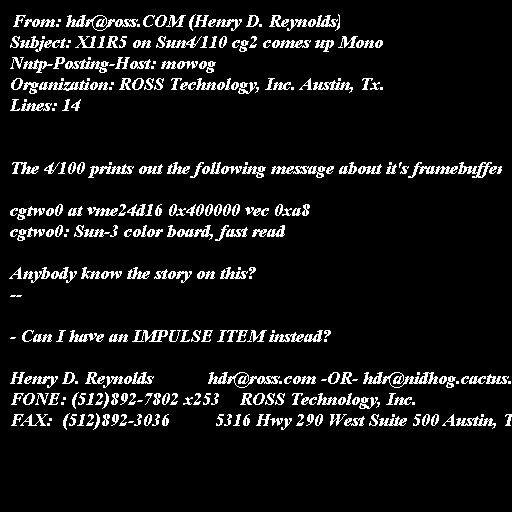 From: hdr@ross.COM (Henry D. Reynolds)
Subject: X11R5 on Sun4/110 cg2 comes up Mono
Nntp-Posting-Host: mowog
Organization: ROSS Technology, Inc. Austin, Tx.
Lines: 14
The 4/100 prints out the following message about it's framebuffer
cgtwo0 at vme24d16 0x400000 vec 0xa8
cgtwo0: Sun-3 color board, fast read
Anybody know the story on this?
--
- Can I have an IMPULSE ITEM instead?
Henry D. Reynolds hdr@ross.com -OR- hdr@nidhog.cactus.
FONE: (512)892-7802 x253 ROSS Technology, Inc.
FAX: (512)892-3036 5316 Hwy 290 West Suite 500 Austin, T